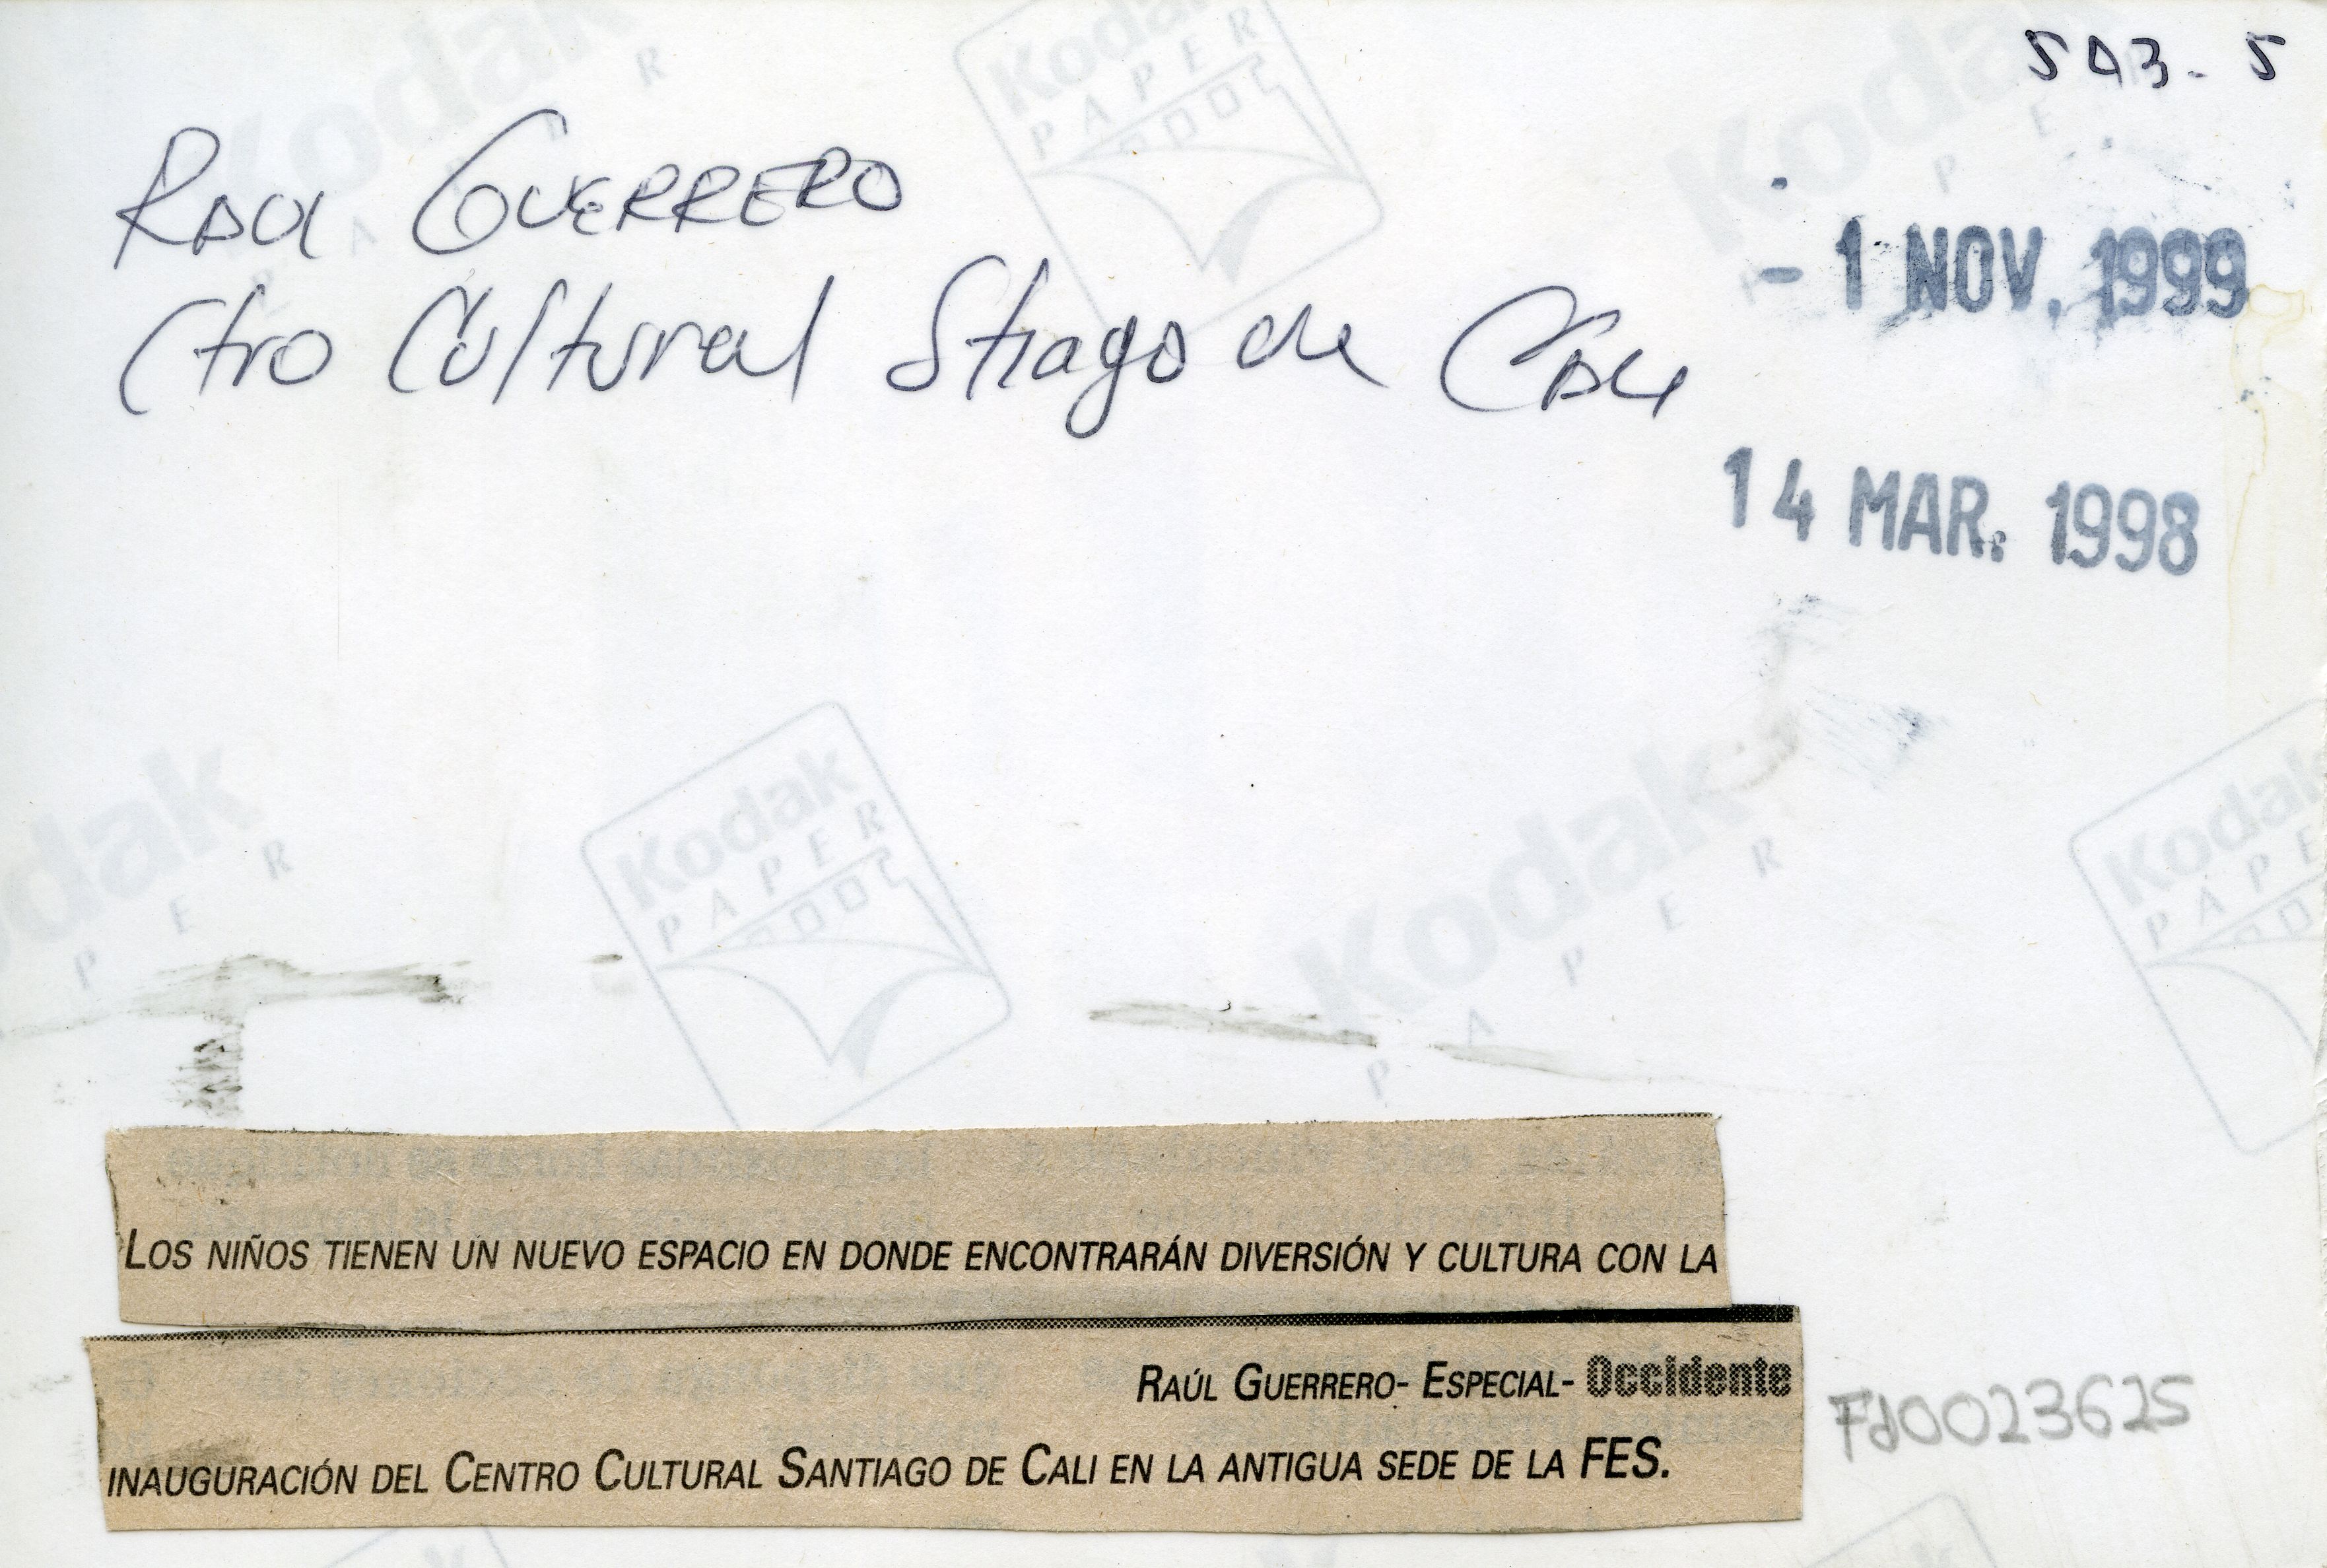 5A3-5
Raul Guerrero
Ctro Cultural Stiago de Cali
- 1 NOV. 1999
14 MAR. 1998
Kodak
PAPER
LOS NIÑOS TIENEN UN NUEVO ESPACIO EN DONDE ENCONTRARÁN DIVERSIÓN Y CULTURA CON LA
RAÚL GUERRERO- ESPECIAL- Occidente
INAUGURACIÓN DEL CENTRO CULTURAL SANTIAGO DE CALI EN LA ANTIGUA SEDE DE LA FES.
Fd0023625